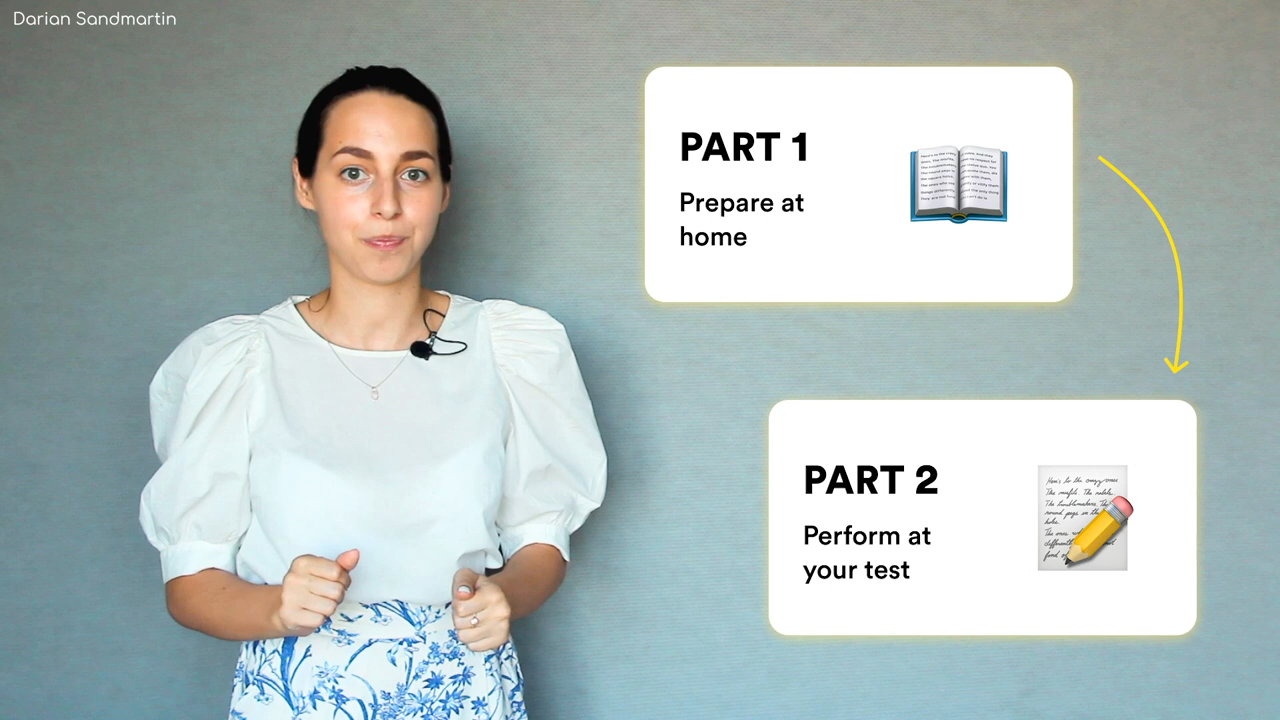 Darian Sandmartin
PART 1
Prepare at
home
PART 2
Perform at
your test